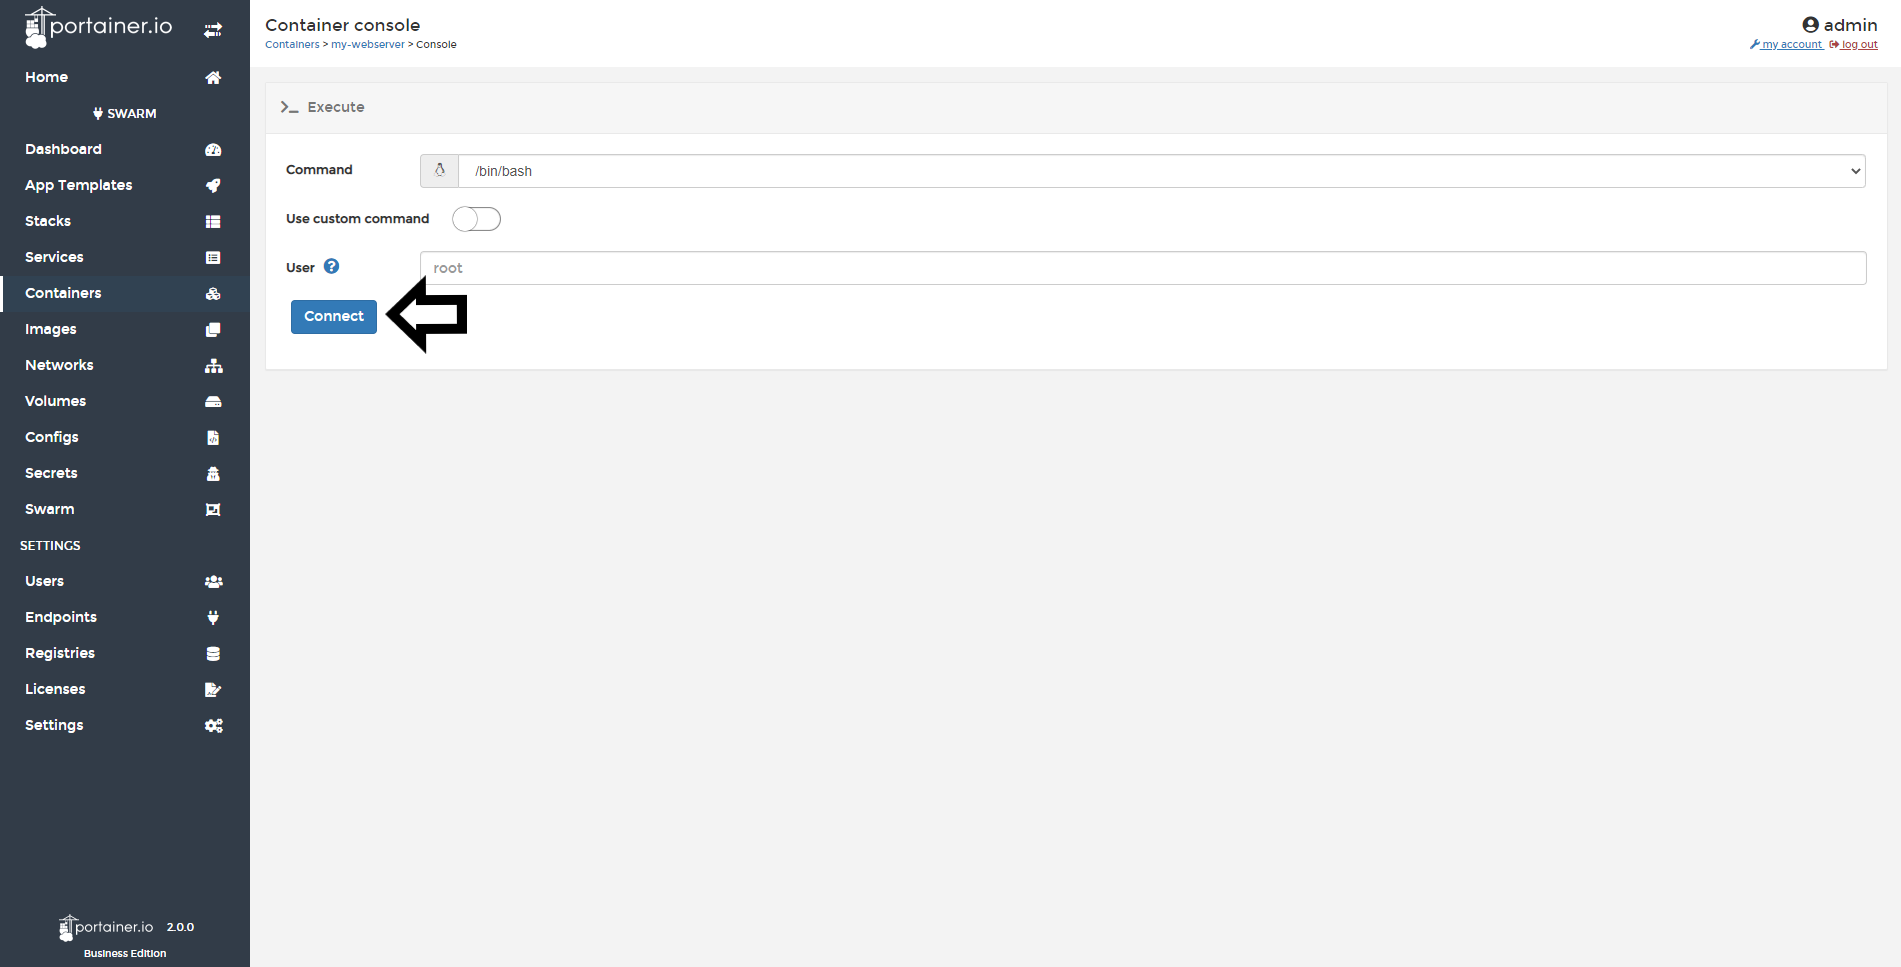 portainer.io
Home
SWARM
Dashboard
App Templates
Stacks
Services
Containers
Images
Networks
Volumes
Configs
Secrets
Swarm
SETTINGS
Users
Endpoints
Registries
Licenses
Settings
portainer.io 2.0.0
Business Edition
Container console
Containers > my-webserver > Console
admin
my account log out
>_ Execute
Command /bin/bash
Use custom command
User ? root
Connect